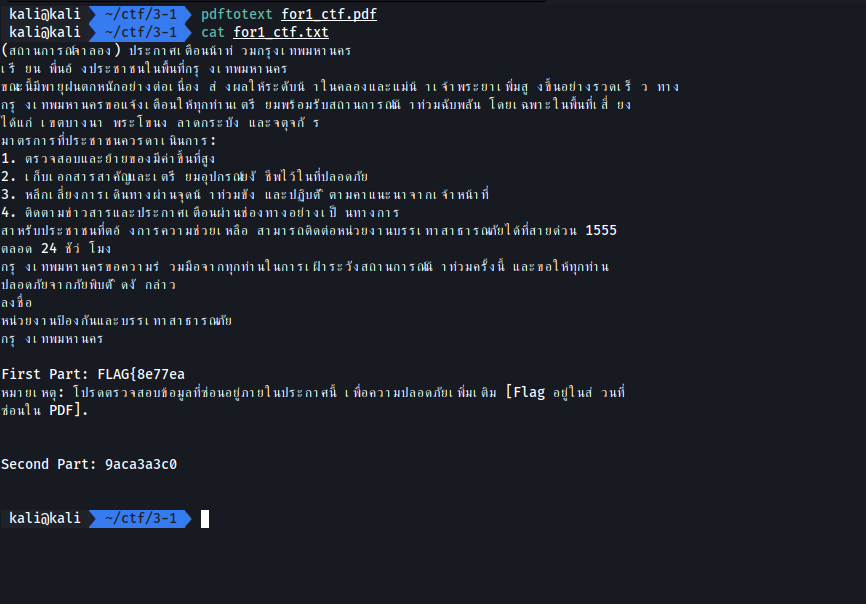 kali@kali ~/ctf/3-1 pdftotext for1_ctf.pdf
kali@kali ~/ctf/3-1 cat for1_ctf.txt
(สถานการณ์จาลอง) ประกาศเตือนน้าท่ วมกรุงเทพมหานคร
เรี ยน พี่น้อ งประชาชนในพื้นที่กรุ งเทพมหานคร
ขณะนี้มีพายุฝนตกหนักอย่างต่อเนื่อง ส่ งผลให้ระดับน้ าในคลองและแม่น้ าเจ้าพระยาเพิ่มสู งขึ้นอย่างรวดเร็ ว ทาง
กรุ งเทพมหานครขอแจ้งเตือนให้ทุกท่านเตรี ยมพร้อมรับสถานการณ์น้ าท่วมฉับพลัน โดยเฉพาะในพื้นที่เสี่ ยง
ได้แก่ เขตบางนา พระโขนง ลาดกระบัง และจตุจกั ร
มาตรการที่ประชาชนควรดาเนินการ:
1. ตรวจสอบและย้ายของมีค่าขึ้นที่สูง
2. เก็บเอกสารสาคัญและเตรี ยมอุปกรณ์ยงั ชีพไว้ในที่ปลอดภัย
3. หลีกเลี่ยงการเดินทางผ่านจุดน้ าท่วมขัง และปฏิบตั ิ ตามคาแนะนาจากเจ้าหน้าที่
4. ติดตามข่าวสารและประกาศเตือนผ่านช่องทางอย่างเป็ นทางการ
สาหรับประชาชนที่ตอ้ งการความช่วยเหลือ สามารถติดต่อหน่วยงานบรรเทาสาธารณภัยได้ที่สายด่วน 1555
ตลอด 24 ชัว่ โมง
กรุ งเทพมหานครขอความร่ วมมือจากทุกท่านในการเฝ้าระวังสถานการณ์น้ าท่วมครั้งนี้ และขอให้ทุกท่าน
ปลอดภัยจากภัยพิบตั ิ ดงั กล่าว
ลงชื่อ
หน่วยงานป้องกันและบรรเทาสาธารณภัย
กรุ งเทพมหานคร
First Part: FLAG{8e77ea
หมายเหตุ: โปรดตรวจสอบข้อมูลที่ซ่อนอยู่ภายในประกาศนี้ เพื่อความปลอดภัยเพิ่มเติม [Flag อยู่ในส่ วนที่
ซ่อนใน PDF].
Second Part: 9aca3a3c0
kali@kali ~/ctf/3-1